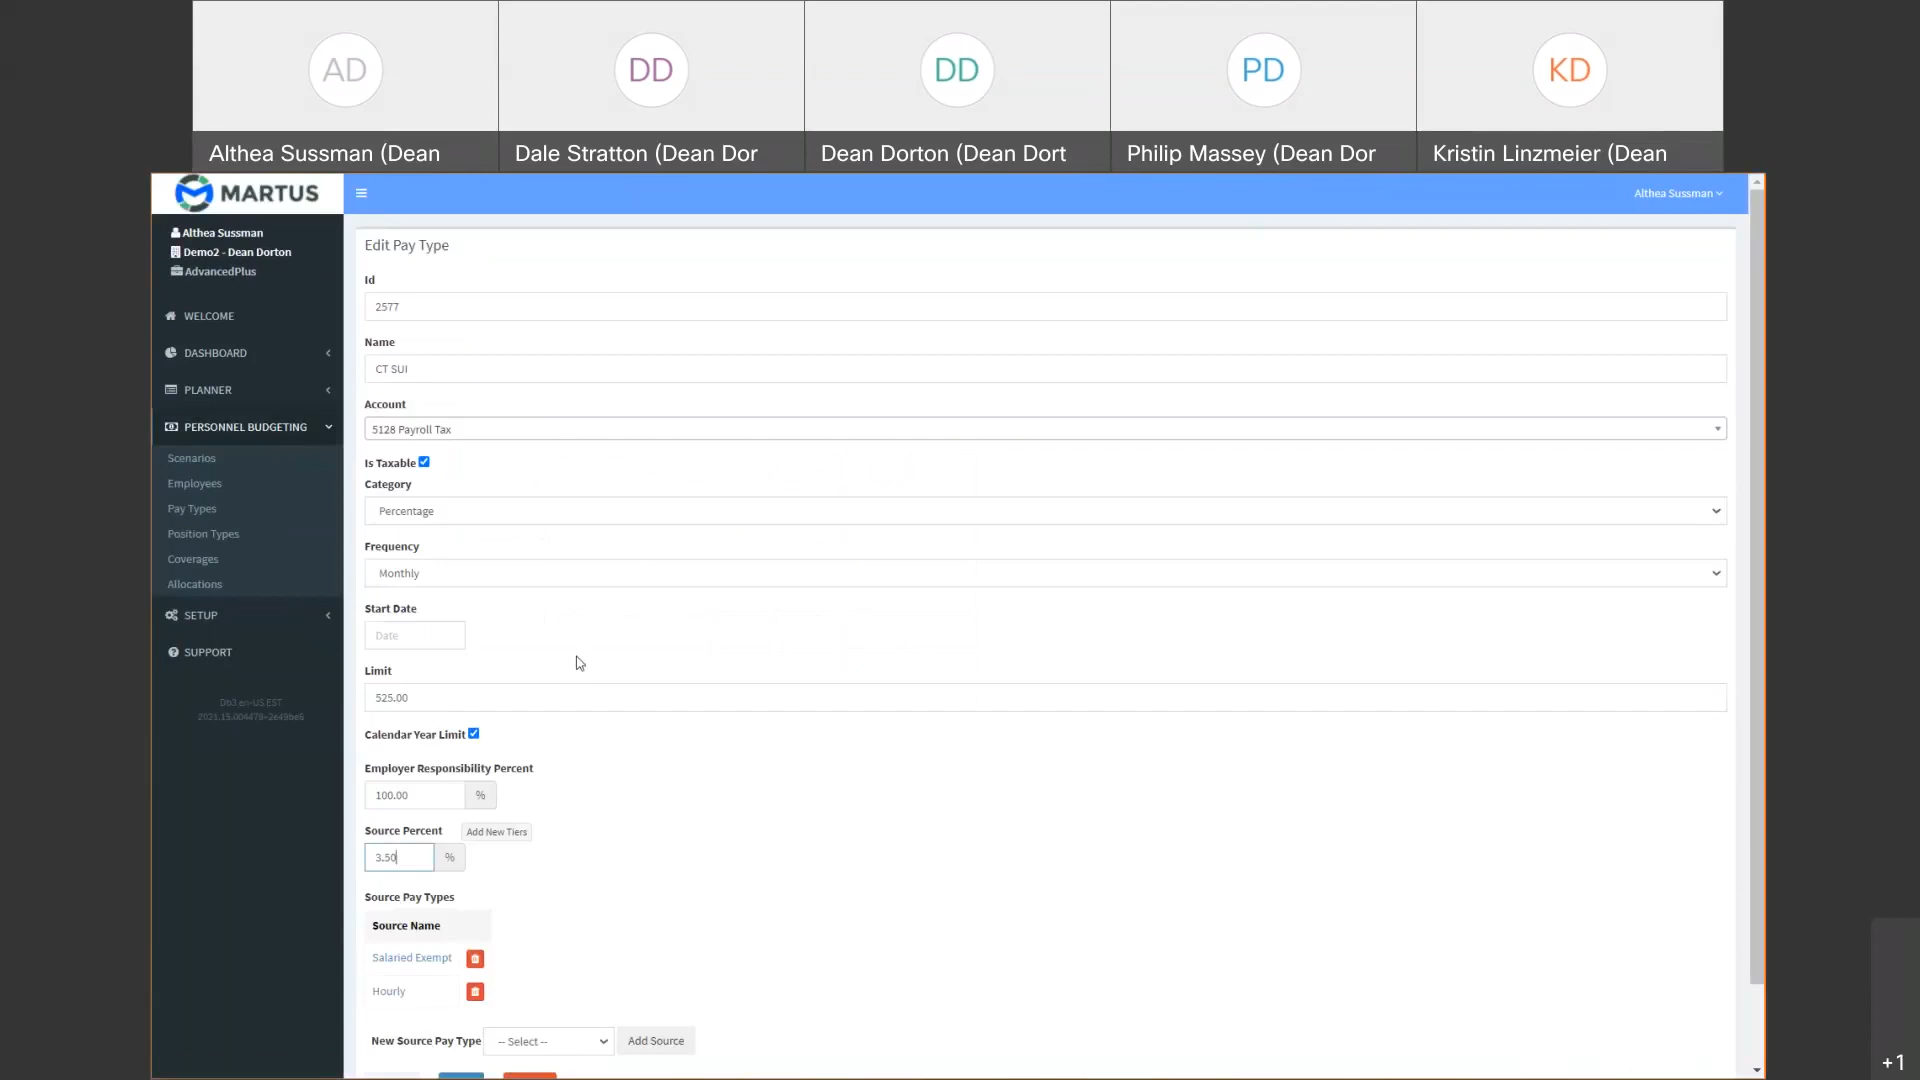 AD
DD
DD
PD
KD
Althea Sussman (Dean
Dale Stratton (Dean Dor
Dean Dorton (Dean Dort
Philip Massey (Dean Dor
Kristin Linzmeier (Dean
MARTUS
Althea Sussman
Althea Sussman
Demo2 - Dean Dorton
AdvancedPlus
WELCOME
DASHBOARD
PLANNER
PERSONNEL BUDGETING
Scenarios
Employees
Pay Types
Position Types
Coverages
Allocations
SETUP
SUPPORT
Db3 en-US EST
Edit Pay Type
Id
2577
Name
CT SUI
Account
5128 Payroll Tax
Is Taxable
Category
Percentage
Frequency
Monthly
Start Date
Date
Limit
525.00
Calendar Year Limit
Employer Responsibility Percent
100.00 %
Source Percent Add New Tiers
3.50 %
Source Pay Types
Source Name
Salaried Exempt
Hourly
New Source Pay Type -- Select -- Add Source
+1